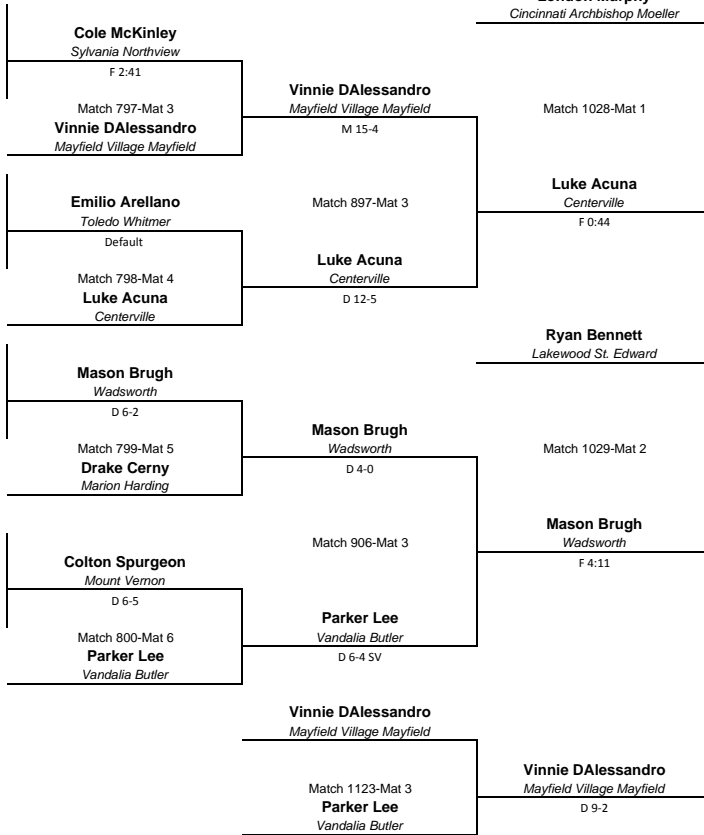 Cole McKinley
Sylvania Northview
F 2:41
Match 797-Mat 3
Vinnie DAlessandro
Mayfield Village Mayfield
Emilio Arellano
Toledo Whitmer
Default
Match 798-Mat 4
Luke Acuna
Centerville
Mason Brugh
Wadsworth
D 6-2
Match 799-Mat 5
Drake Cerny
Marion Harding
Colton Spurgeon
Mount Vernon
D 6-5
Match 800-Mat 6
Parker Lee
Vandalia Butler
Vinnie DAlessandro
Mayfield Village Mayfield
M 15-4
Match 897-Mat 3
Luke Acuna
Centerville
D 12-5
Mason Brugh
Wadsworth
D 4-0
Match 906-Mat 3
Parker Lee
Vandalia Butler
D 6-4 SV
Vinnie DAlessandro
Mayfield Village Mayfield
Match 1123-Mat 3
Parker Lee
Vandalia Butler
Murphy
Cincinnati Archbishop Moeller
Match 1028-Mat 1
Luke Acuna
Centerville
F 0:44
Ryan Bennett
Lakewood St. Edward
Match 1029-Mat 2
Mason Brugh
Wadsworth
F 4:11
Vinnie DAlessandro
Mayfield Village Mayfield
D 9-2